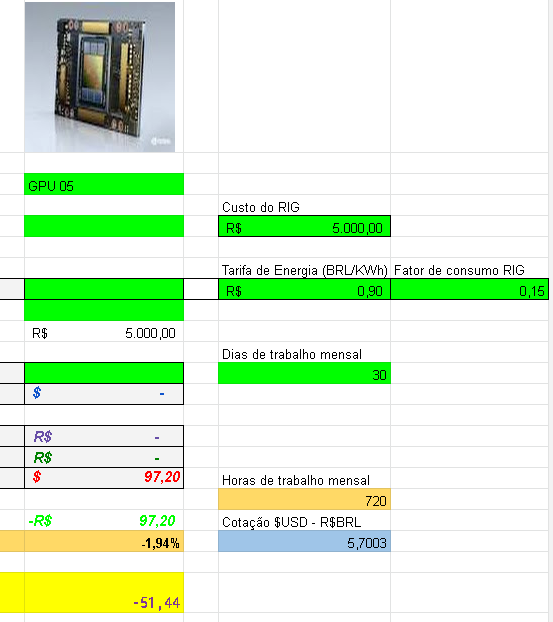 GPU 05
Custo do RIG
R$ 5.000,00
Tarifa de Energia (BRL/KWh) Fator de consumo RIG
R$ 0,90 0,15
R$ 5.000,00
Dias de trabalho mensal
30
$ -
R$ -
R$ -
$ 97,20
Horas de trabalho mensal
720
-R$ 97,20
Cotação $USD - R$BRL
-1,94% 5,7003
-51,44